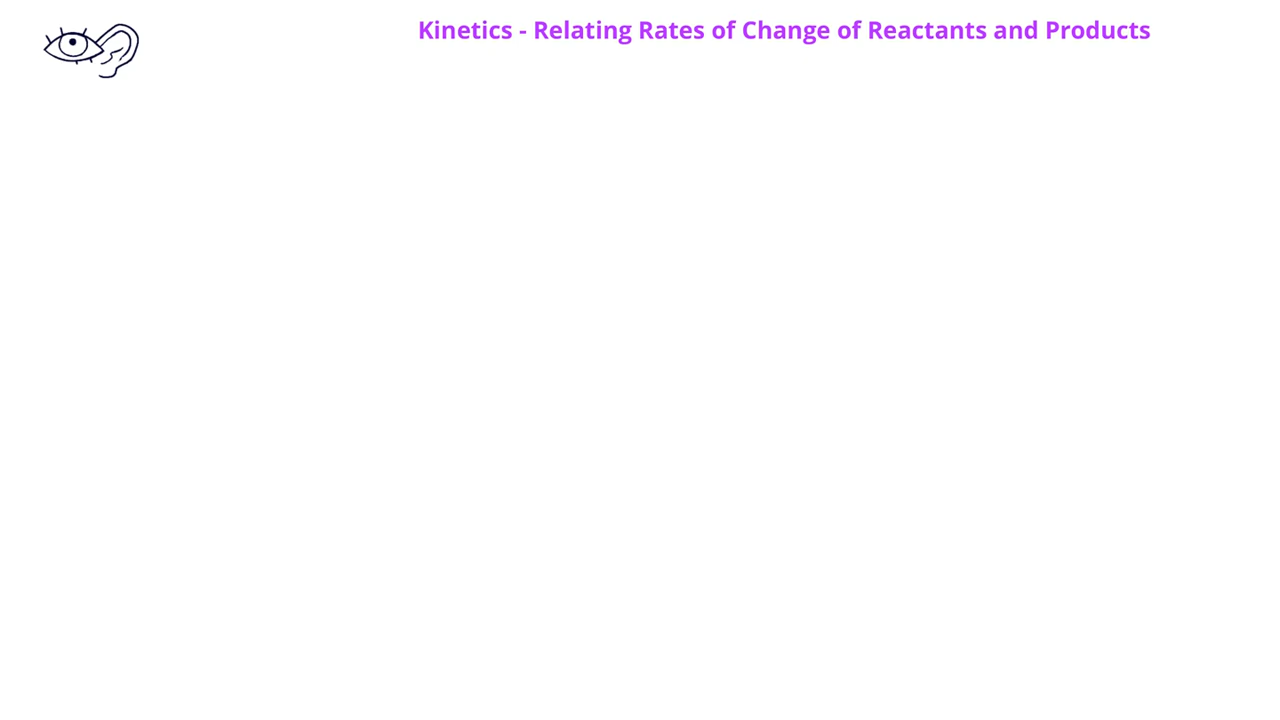 Kinetics - Relating Rates of Change of Reactants and Products